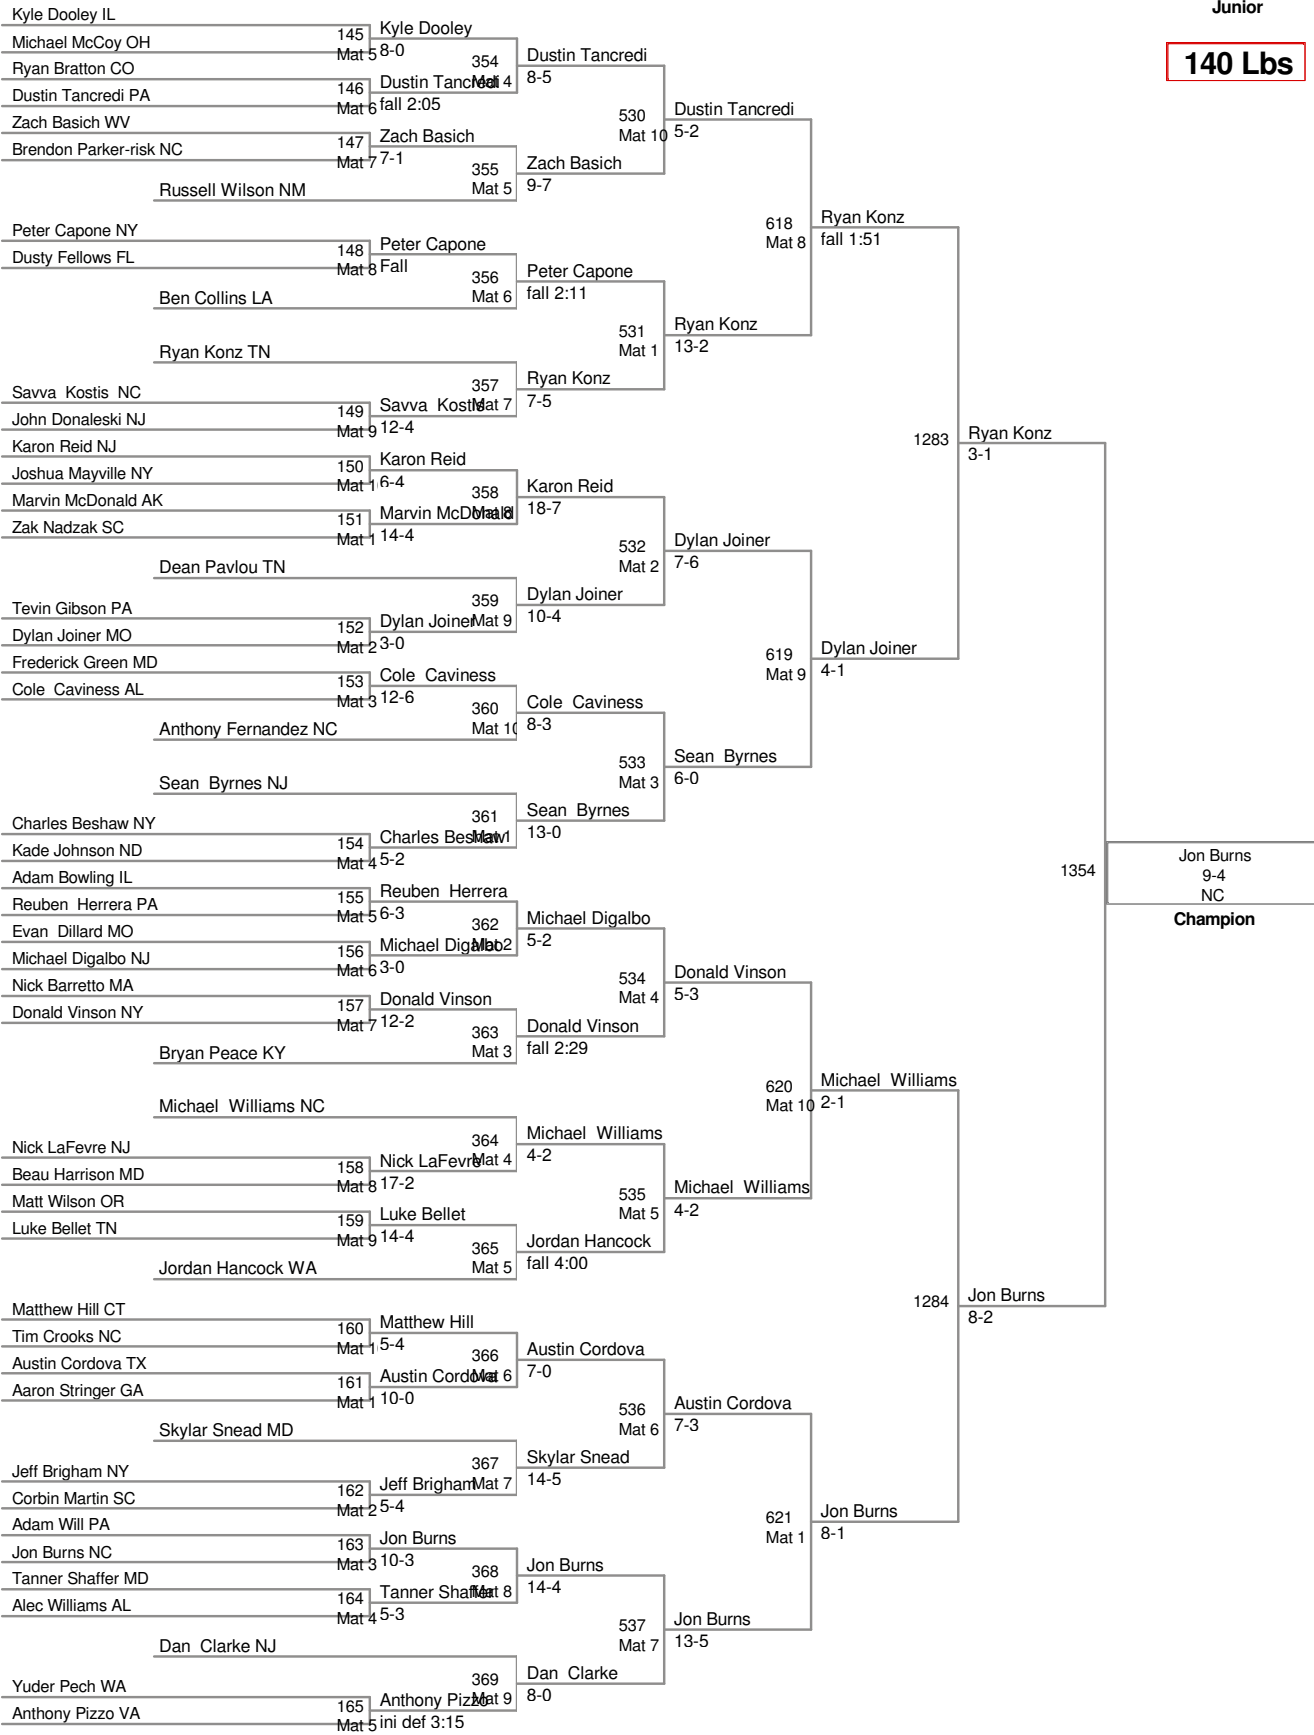 Junior
140 Lbs
Kyle Dooley IL
Michael McCoy OH
Ryan Bratton CO
Dustin Tancredi PA
Zach Basich WV
Brendon Parker-risk NC
Russell Wilson NM
Peter Capone NY
Dusty Fellows FL
Ben Collins LA
Ryan Konz TN
Savva Kostis NC
John Donaleski NJ
Karon Reid NJ
Joshua Mayville NY
Marvin McDonald AK
Zak Nadzak SC
Dean Pavlou TN
Tevin Gibson PA
Dylan Joiner MO
Frederick Green MD
Cole Caviness AL
Anthony Fernandez NC
Sean Byrnes NJ
Charles Beshaw NY
Kade Johnson ND
Adam Bowling IL
Reuben Herrera PA
Evan Dillard MO
Michael Digalbo NJ
Nick Barretto MA
Donald Vinson NY
Bryan Peace KY
Michael Williams NC
Nick LaFevre NJ
Beau Harrison MD
Matt Wilson OR
Luke Bellet TN
Jordan Hancock WA
Matthew Hill CT
Tim Crooks NC
Austin Cordova TX
Aaron Stringer GA
Skylar Snead MD
Jeff Brigham NY
Corbin Martin SC
Adam Will PA
Jon Burns NC
Tanner Shaffer MD
Alec Williams AL
Dan Clarke NJ
Yuder Pech WA
Anthony Pizzo VA
145
Mat 5
Kyle Dooley
8-0
146
Mat 6
Dustin Tancredi
fall 2:05
147
Mat 7
Zach Basich
7-1
148
Mat 8
Peter Capone
Fall
149
Mat 9
Savva Kostis
12-4
150
Mat 1
Karon Reid
6-4
151
Mat 1
Marvin McDonald
14-4
152
Mat 2
Dylan Joiner
3-0
153
Mat 3
Cole Caviness
12-6
154
Mat 4
Charles Beshaw
5-2
155
Mat 5
Reuben Herrera
6-3
156
Mat 6
Michael Digalbo
3-0
157
Mat 7
Donald Vinson
12-2
158
Mat 8
Nick LaFevre
17-2
159
Mat 9
Luke Bellet
14-4
160
Mat 1
Matthew Hill
5-4
161
Mat 1
Austin Cordova
10-0
162
Mat 2
Jeff Brigham
5-4
163
Mat 3
Jon Burns
10-3
164
Mat 4
Tanner Shaffer
5-3
165
Mat 5
Anthony Pizzo
ini def 3:15
354
Mat 4
Dustin Tancredi
8-5
355
Mat 5
Zach Basich
9-7
356
Mat 6
Peter Capone
fall 2:11
357
Mat 7
Ryan Konz
7-5
358
Mat 8
Karon Reid
18-7
359
Mat 9
Dylan Joiner
10-4
360
Mat 10
Cole Caviness
8-3
361
Mat 1
Sean Byrnes
13-0
362
Mat 2
Michael Digalbo
5-2
363
Mat 3
Donald Vinson
fall 2:29
364
Mat 4
Michael Williams
4-2
365
Mat 5
Jordan Hancock
fall 4:00
366
Mat 6
Austin Cordova
7-0
367
Mat 7
Skylar Snead
14-5
368
Mat 8
Jon Burns
14-4
369
Mat 9
Dan Clarke
8-0
530
Mat 10
Dustin Tancredi
5-2
531
Mat 1
Ryan Konz
13-2
532
Mat 2
Dylan Joiner
7-6
533
Mat 3
Sean Byrnes
6-0
534
Mat 4
Donald Vinson
5-3
535
Mat 5
Michael Williams
4-2
536
Mat 6
Austin Cordova
7-3
537
Mat 7
Jon Burns
13-5
618
Mat 8
Ryan Konz
fall 1:51
619
Mat 9
Dylan Joiner
4-1
620
Mat 10
Michael Williams
2-1
621
Mat 1
Jon Burns
8-1
1283
Ryan Konz
3-1
1284
Jon Burns
8-2
1354
Jon Burns
9-4
NC
Champion